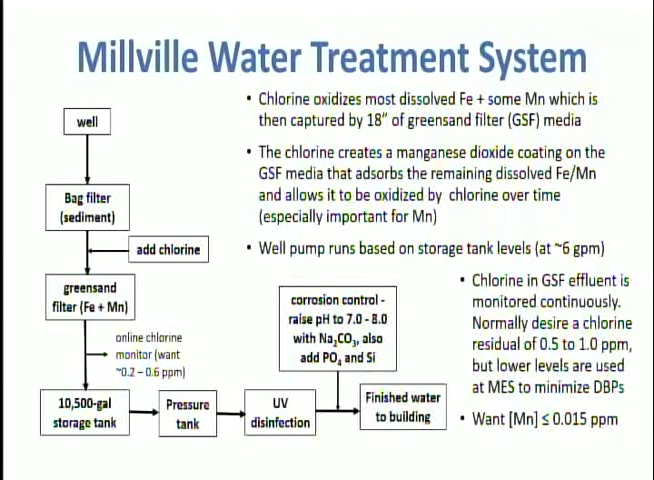 Millville Water Treatment System
• Chlorine oxidizes most dissolved Fe + some Mn which is
then captured by 18" of greensand filter (GSF) media
• The chlorine creates a manganese dioxide coating on the
GSF media that adsorbs the remaining dissolved Fe/Mn
and allows it to be oxidized by chlorine over time
(especially important for Mn)
• Well pump runs based on storage tank levels (at ~6 gpm)
• Chlorine in GSF effluent is
monitored continuously.
Normally desire a chlorine
residual of 0.5 to 1.0 ppm,
but lower levels are used
at MES to minimize DBPs
• Want [Mn] ≤ 0.015 ppm
well
Bag filter
(sediment)
add chlorine
greensand
filter (Fe + Mn)
online chlorine
monitor (want
~0.2 – 0.6 ppm)
10,500-gal
storage tank
Pressure
tank
UV
disinfection
corrosion control -
raise pH to 7.0 - 8.0
with Na₂CO₃, also
add PO₄ and Si
Finished water
to building